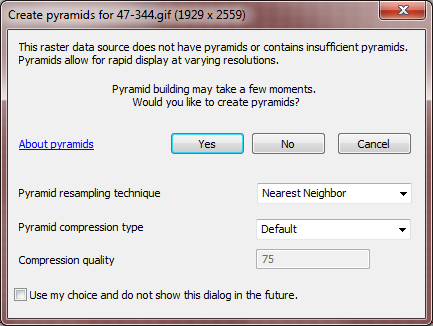 Create pyramids for 47-344.gif (1929 x 2559)
This raster data source does not have pyramids or contains insufficient pyramids.
Pyramids allow for rapid display at varying resolutions.
Pyramid building may take a few moments.
Would you like to create pyramids?
About pyramids Yes No Cancel
Pyramid resampling technique Nearest Neighbor
Pyramid compression type Default
Compression quality 75
Use my choice and do not show this dialog in the future.